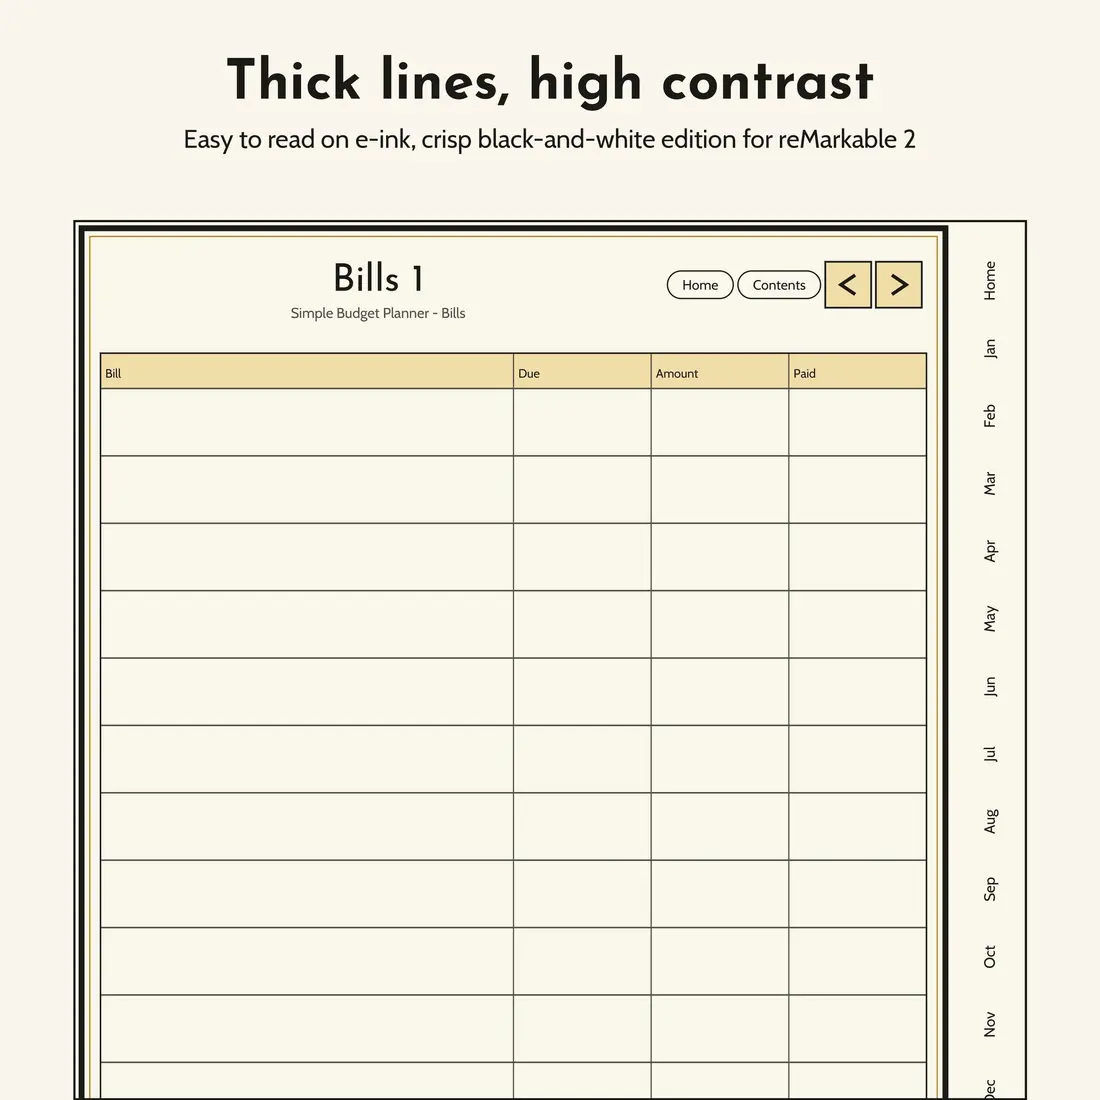 Thick lines, high contrast
Easy to read on e-ink, crisp black-and-white edition for reMarkable 2
Bills 1
Simple Budget Planner - Bills
Home
Contents
<
>
Bill
Due
Amount
Paid
Home
Jan
Feb
Mar
Apr
May
Jun
Jul
Aug
Sep
Oct
Nov
Dec